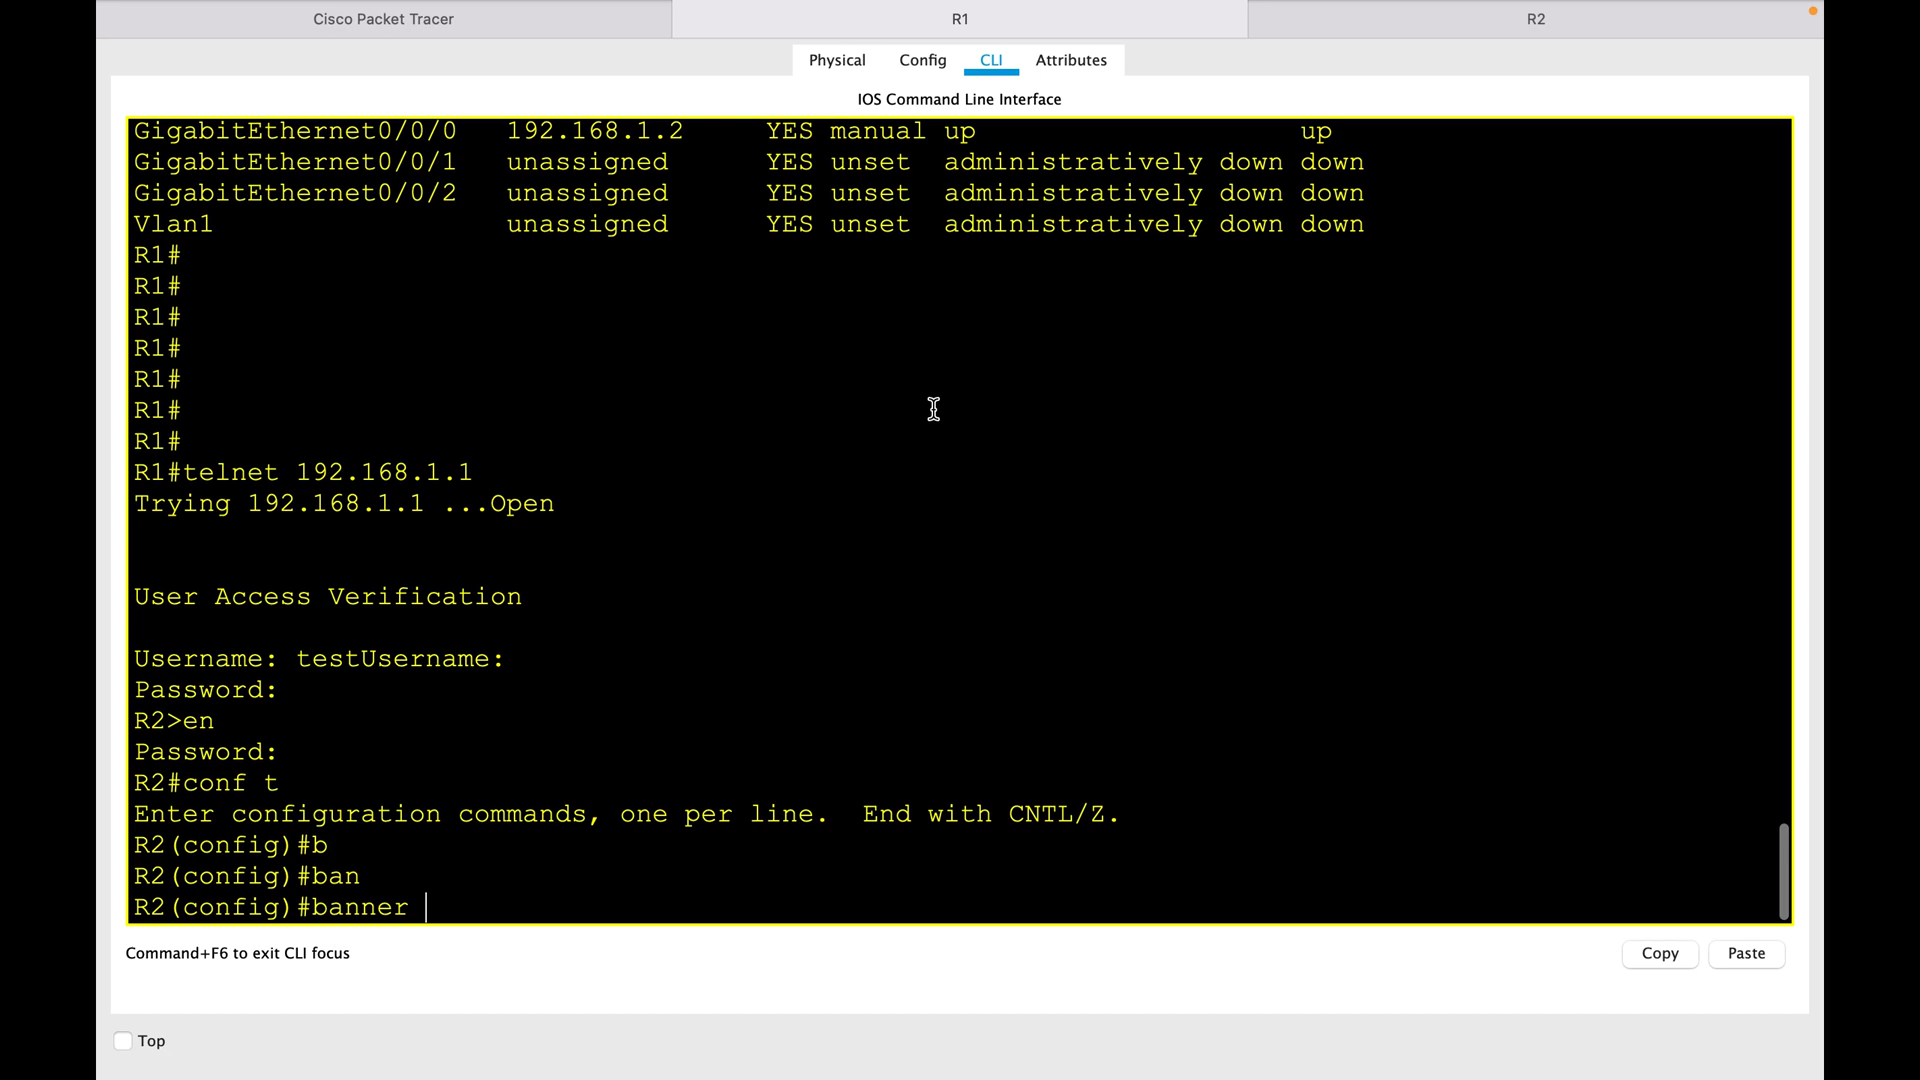 Cisco Packet Tracer R1 R2
Physical Config CLI Attributes
IOS Command Line Interface
GigabitEthernet0/0/0 192.168.1.2 YES manual up up
GigabitEthernet0/0/1 unassigned YES unset administratively down down
GigabitEthernet0/0/2 unassigned YES unset administratively down down
Vlan1 unassigned YES unset administratively down down
R1#
R1#
R1#
R1#
R1#
R1#
R1#
R1#telnet 192.168.1.1
Trying 192.168.1.1 ...Open
User Access Verification
Username: testUsername:
Password:
R2>en
Password:
R2#conf t
Enter configuration commands, one per line. End with CNTL/Z.
R2(config)#b
R2(config)#ban
R2(config)#banner
Command+F6 to exit CLI focus Copy Paste
Top